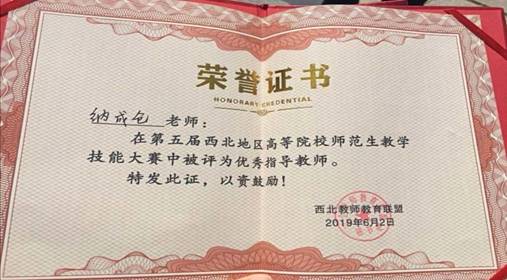 荣誉证书
HONORARY CREDENTIAL
纳成仓 老师：
在第五届西北地区高等院校师范生教学
技能大赛中被评为优秀指导教师。
特发此证，以资鼓励！
西北教师教育联盟
2019年6月2日